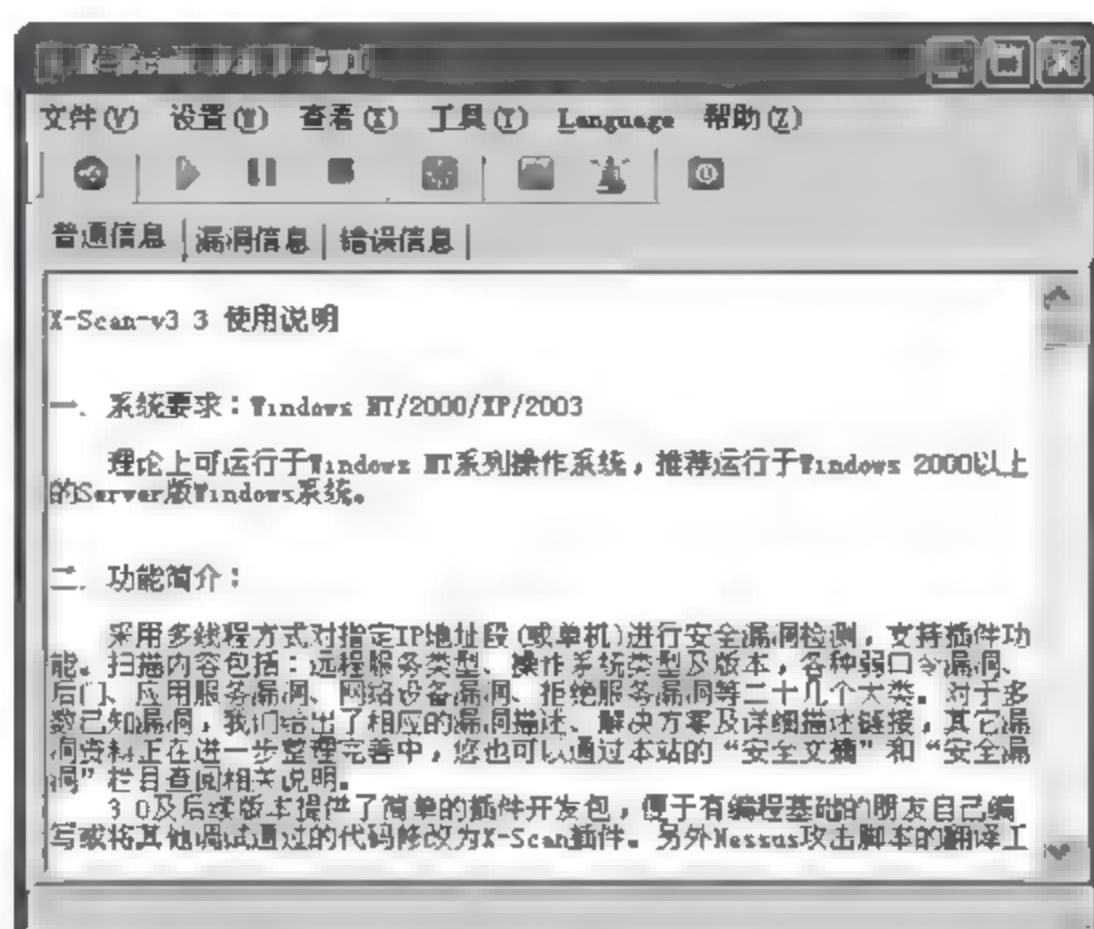 文件(V) 设置(W) 查看(X) 工具(Y) Language 帮助(Z)
普通信息 漏洞信息 错误信息
X-Scan-v3 3 使用说明
一. 系统要求：Windows NT/2000/XP/2003
理论上可运行于Windows NT系列操作系统，推荐运行于Windows 2000以上
的Server版Windows系统。
二. 功能简介：
采用多线程方式对指定IP地址段(或单机)进行安全漏洞检测，支持插件功
能。扫描内容包括：远程服务类型、操作系统类型及版本，各种弱口令漏洞、
后门、应用服务漏洞、网络设备漏洞、拒绝服务漏洞等二十几个大类。对于多
数已知漏洞，我们给出了相应的漏洞描述、解决方案及详细描述链接，其它漏
洞资料正在进一步整理完善中，您也可以通过本站的“安全文摘”和“安全漏
洞”栏目查阅相关说明。
3 0及后续版本提供了简单的插件开发包，便于有编程基础的朋友自己编
写或将其他调试通过的代码修改为X-Scan插件。另外Nessus攻击脚本的翻译工